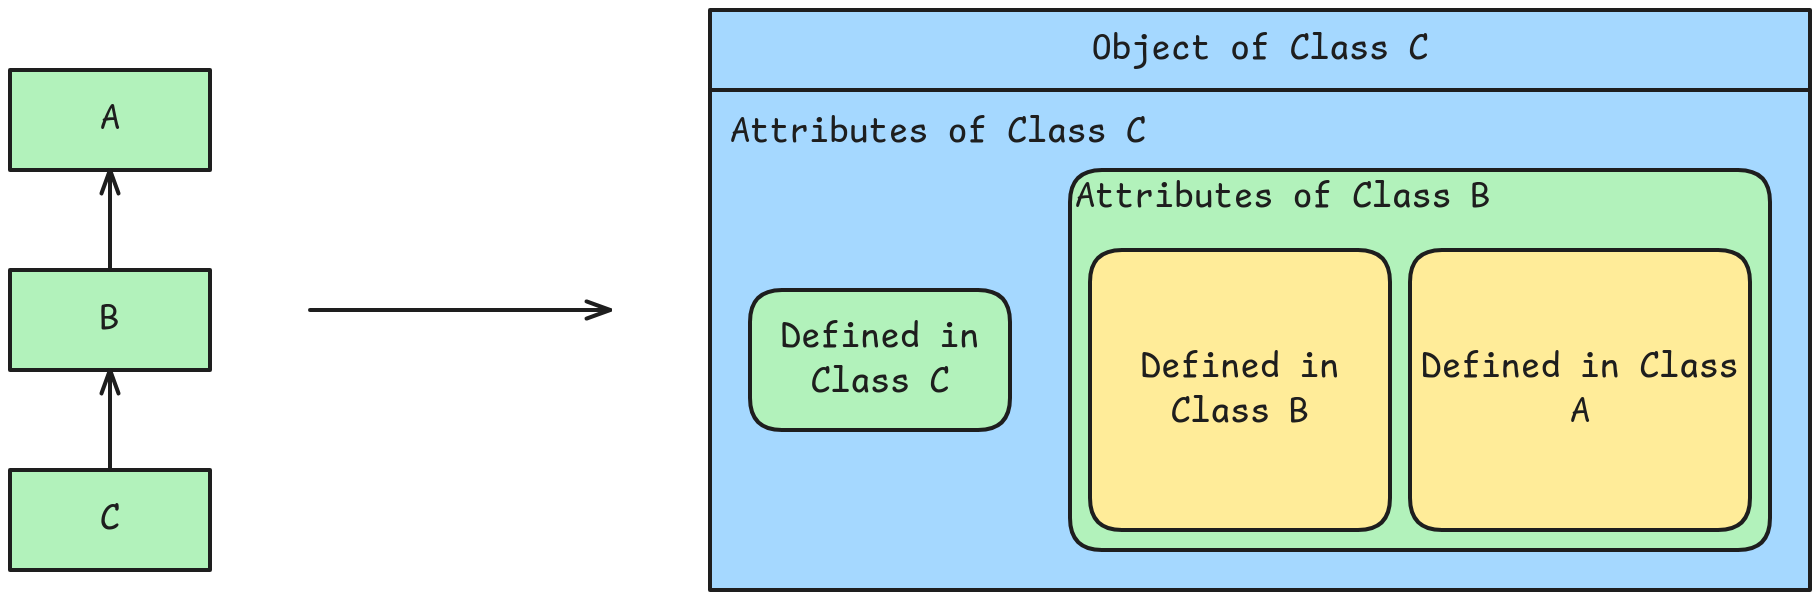 A
B
C
Object of Class C
Attributes of Class C
Attributes of Class B
Defined in
Class C
Defined in
Class B
Defined in Class
A